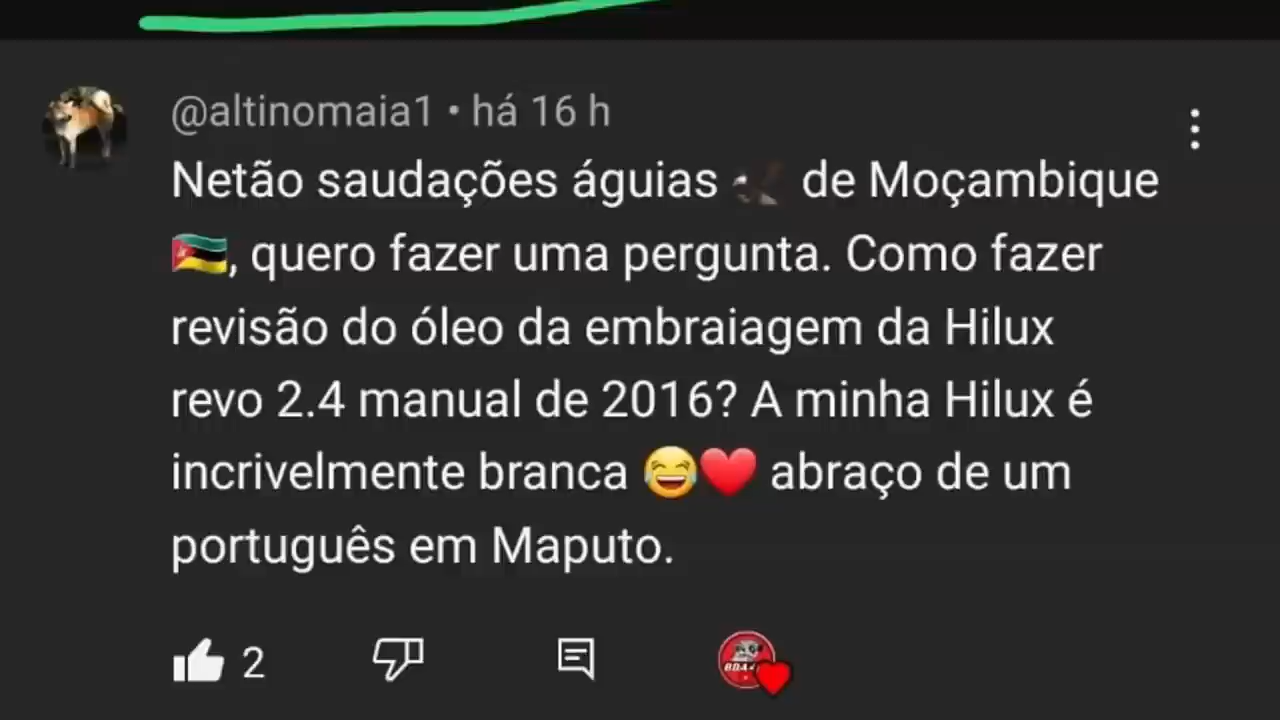 @altinomaia1 • há 16 h
Netão saudações águias 🦅 de Moçambique
🇲🇿, quero fazer uma pergunta. Como fazer
revisão do óleo da embraiagem da Hilux
revo 2.4 manual de 2016? A minha Hilux é
incrivelmente branca 😂❤️ abraço de um
português em Maputo.
2